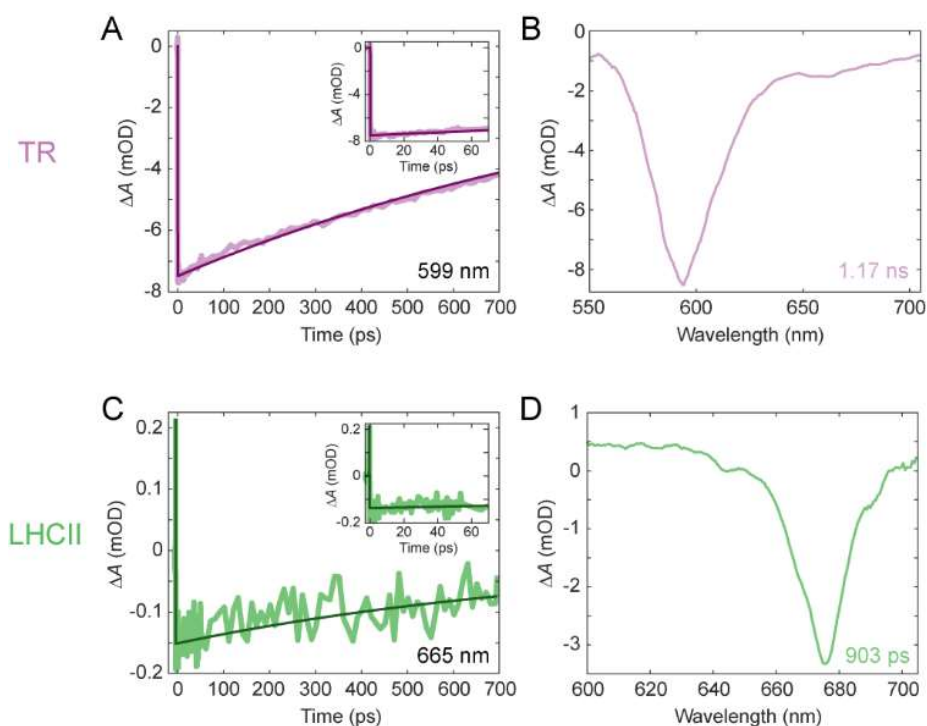 A
B
TR
0
-2
-4
-6
-8
ΔA (mOD)
0 100 200 300 400 500 600 700
Time (ps)
599 nm
0
-4
-8
ΔA (mOD)
0 20 40 60
Time (ps)
0
-2
-4
-6
-8
ΔA (mOD)
550 600 650 700
Wavelength (nm)
1.17 ns
C
D
LHCII
0.2
0.1
0
-0.1
-0.2
ΔA (mOD)
0 100 200 300 400 500 600 700
Time (ps)
665 nm
0.2
0
-0.2
ΔA (mOD)
0 20 40 60
Time (ps)
1
0
-1
-2
-3
ΔA (mOD)
600 620 640 660 680 700
Wavelength (nm)
903 ps